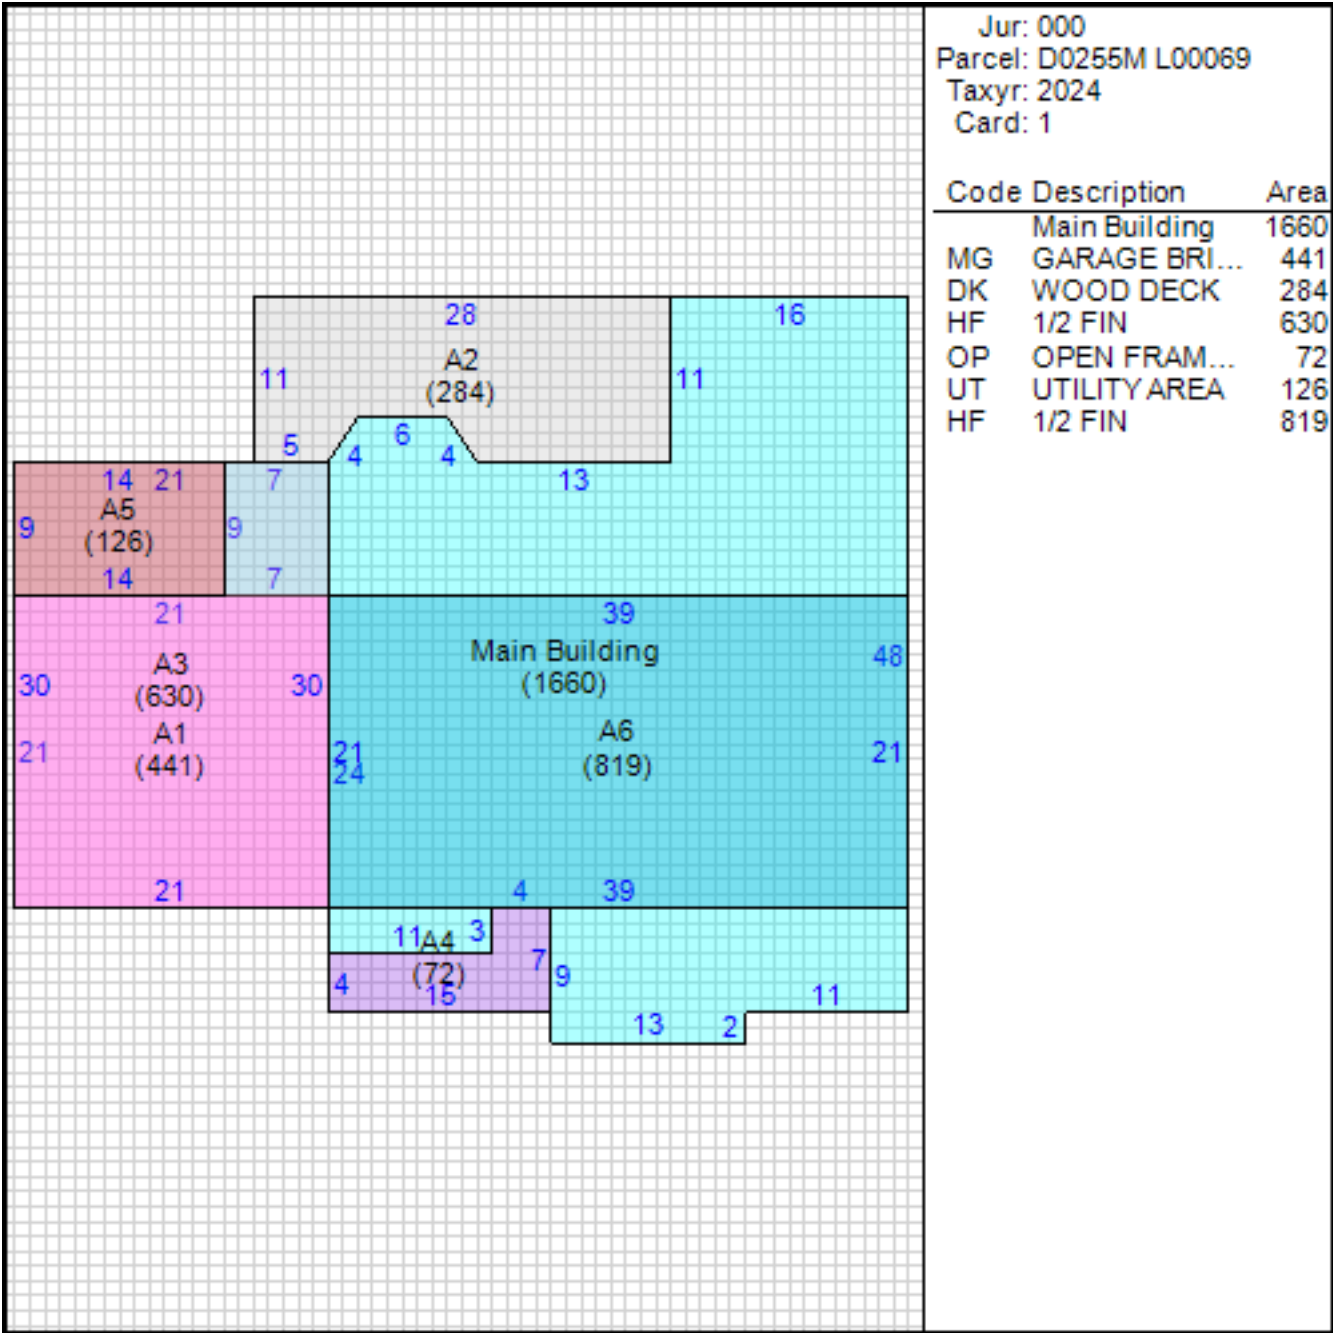 Jur: 000
Parcel: D0255M L00069
Taxyr: 2024
Card: 1
Code Description Area
Main Building 1660
MG GARAGE BRI... 441
DK WOOD DECK 284
HF 1/2 FIN 630
OP OPEN FRAM... 72
UT UTILITY AREA 126
HF 1/2 FIN 819
28
16
A2
(284)
11
11
6
5
4
4
14 21
7
13
A5
(126)
9
9
14
7
21
39
Main Building
(1660)
48
A3
(630)
30
30
A1
(441)
A6
(819)
21
21
24
21
21
4
39
11
3
A4
(72)
7
4
15
9
11
13
2